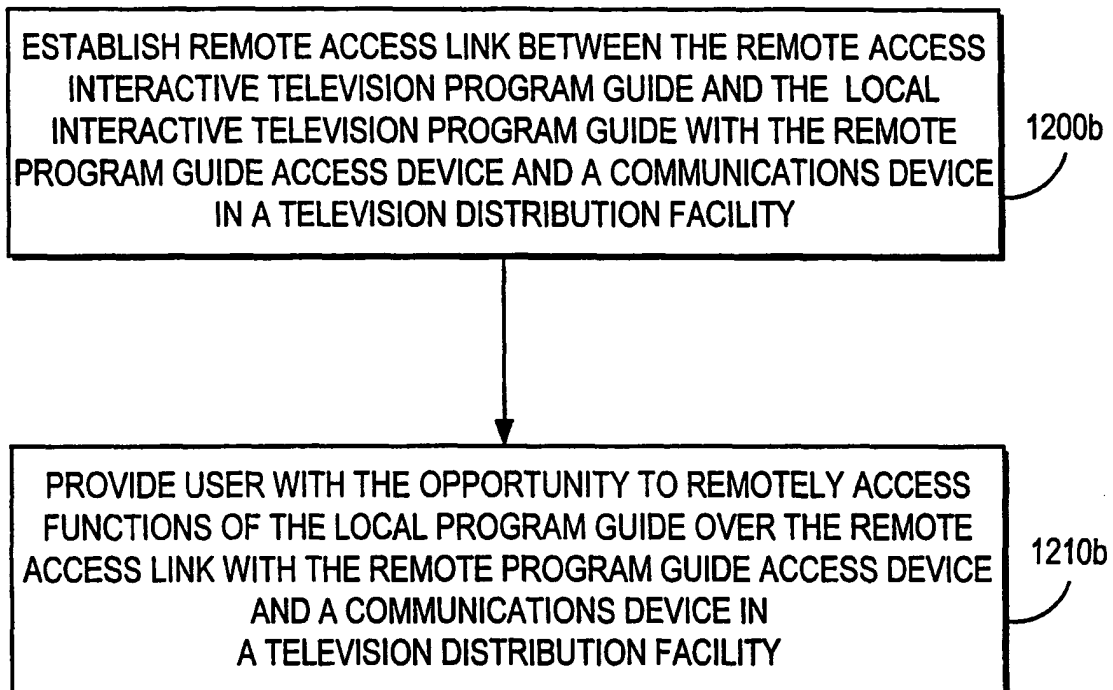 ESTABLISH REMOTE ACCESS LINK BETWEEN THE REMOTE ACCESS
INTERACTIVE TELEVISION PROGRAM GUIDE AND THE LOCAL
INTERACTIVE TELEVISION PROGRAM GUIDE WITH THE REMOTE
PROGRAM GUIDE ACCESS DEVICE AND A COMMUNICATIONS DEVICE
IN A TELEVISION DISTRIBUTION FACILITY
1200b
PROVIDE USER WITH THE OPPORTUNITY TO REMOTELY ACCESS
FUNCTIONS OF THE LOCAL PROGRAM GUIDE OVER THE REMOTE
ACCESS LINK WITH THE REMOTE PROGRAM GUIDE ACCESS DEVICE
AND A COMMUNICATIONS DEVICE IN
A TELEVISION DISTRIBUTION FACILITY
1210b